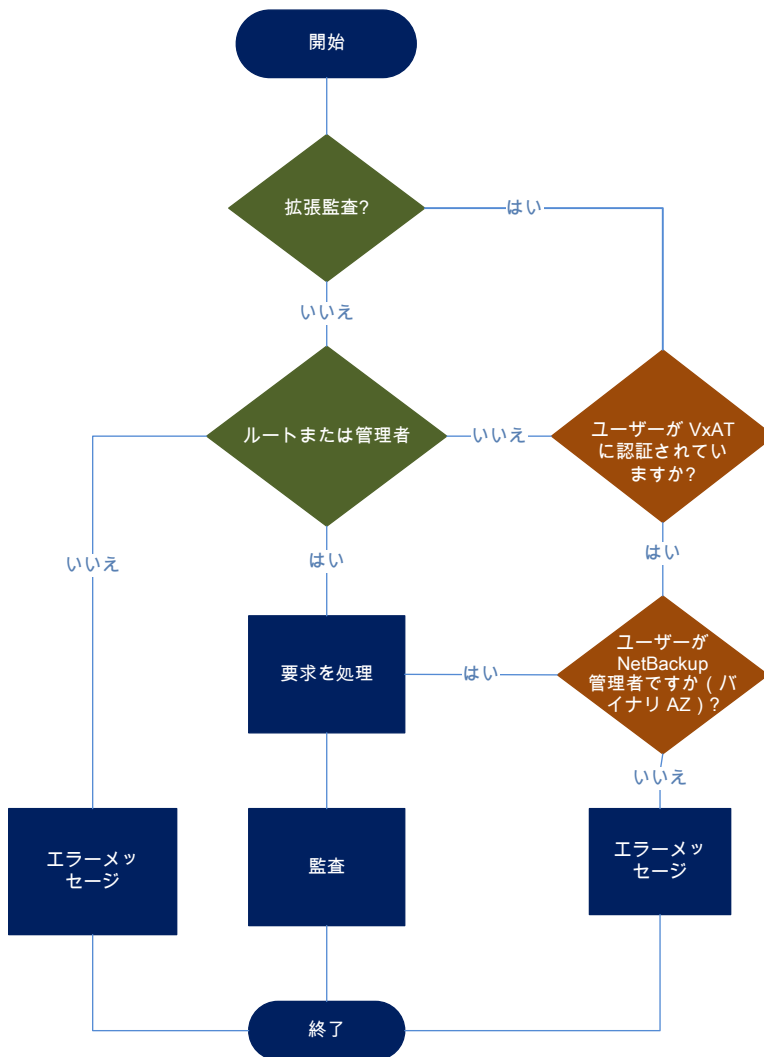 開始
拡張監査?
はい
いいえ
ルートまたは管理者
いいえ
ユーザーが VxAT
に認証されてい
ますか?
いいえ
はい
はい
要求を処理
はい
ユーザーが
NetBackup
管理者ですか（バ
イナリ AZ）?
いいえ
エラーメッ
セージ
監査
エラーメッ
セージ
終了